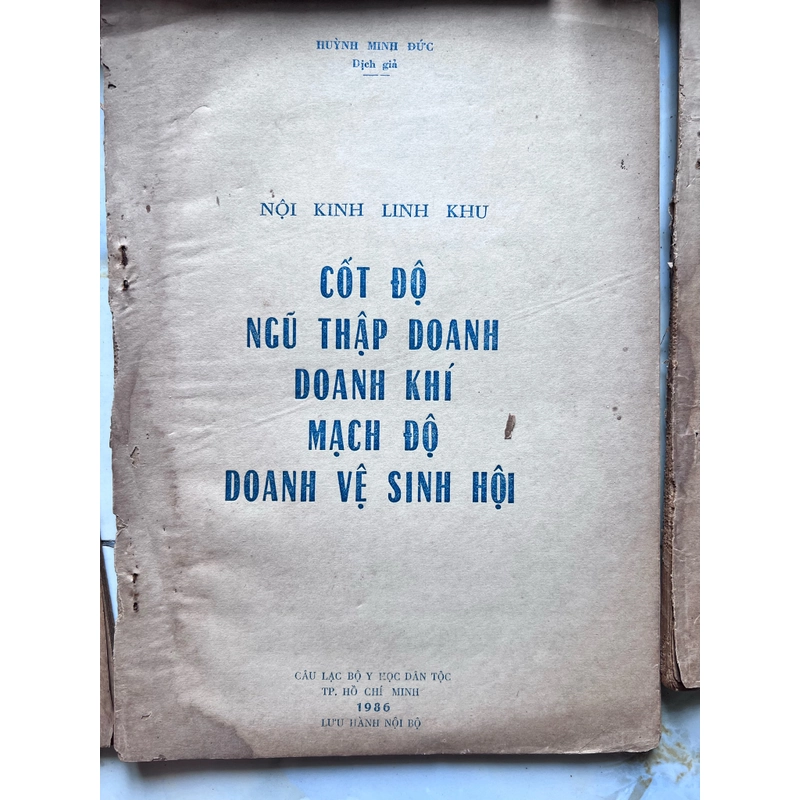 HUỲNH MINH ĐỨC
Dịch giả
NỘI KINH LINH KHU
CỐT ĐỘ
NGŨ THẬP DOANH
DOANH KHÍ
MẠCH ĐỘ
DOANH VỆ SINH HỘI
CÂU LẠC BỘ Y HỌC DÂN TỘC
TP. HỒ CHÍ MINH
1986
LƯU HÀNH NỘI BỘ